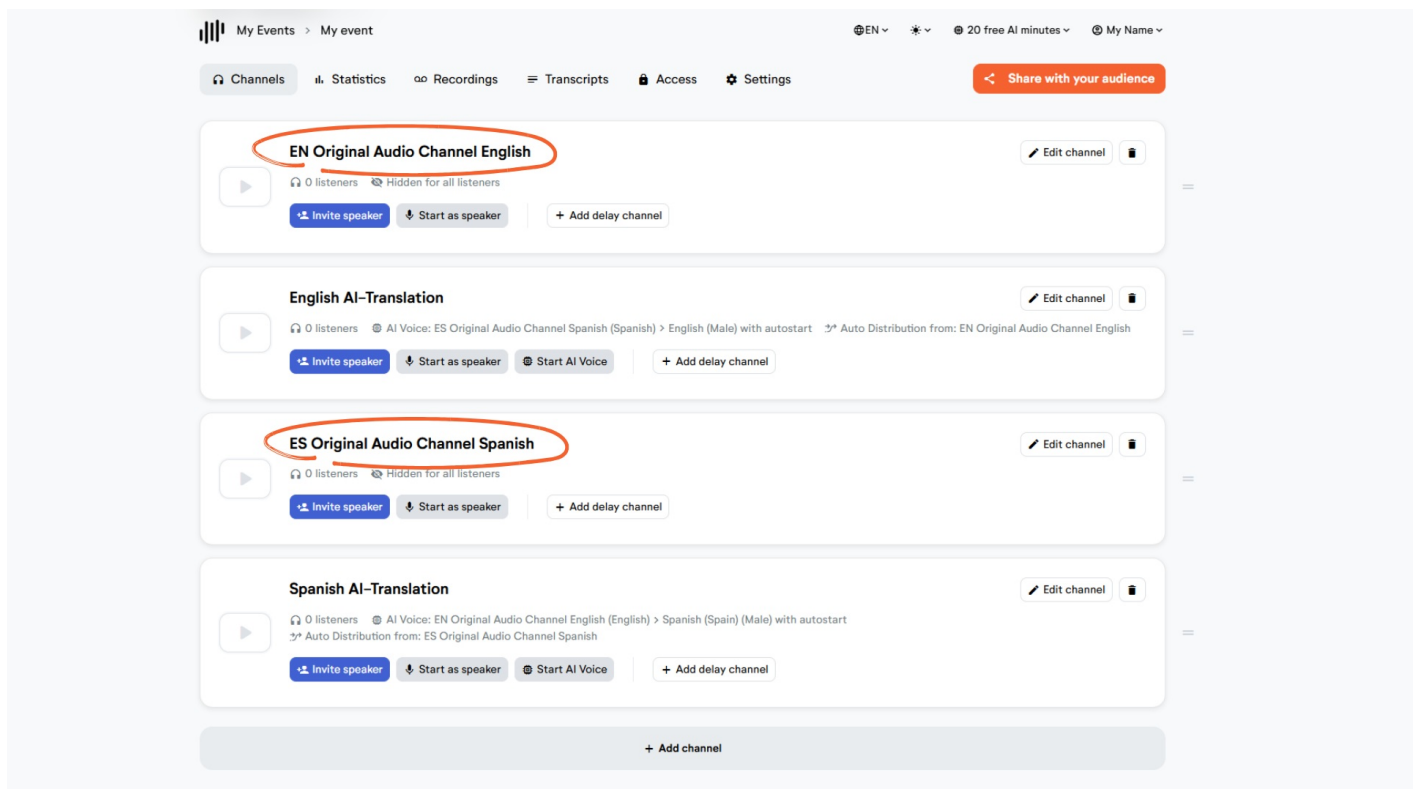 My Events > My event
EN
20 free AI minutes
My Name
Channels
Statistics
Recordings
Transcripts
Access
Settings
Share with your audience
EN Original Audio Channel English
Edit channel
0 listeners
Hidden for all listeners
Invite speaker
Start as speaker
+ Add delay channel
English AI-Translation
Edit channel
0 listeners
AI Voice: ES Original Audio Channel Spanish (Spanish) > English (Male) with autostart
Auto Distribution from: EN Original Audio Channel English
Invite speaker
Start as speaker
Start AI Voice
+ Add delay channel
ES Original Audio Channel Spanish
Edit channel
0 listeners
Hidden for all listeners
Invite speaker
Start as speaker
+ Add delay channel
Spanish AI-Translation
Edit channel
0 listeners
AI Voice: EN Original Audio Channel English (English) > Spanish (Spain) (Male) with autostart
Auto Distribution from: ES Original Audio Channel Spanish
Invite speaker
Start as speaker
Start AI Voice
+ Add delay channel
+ Add channel